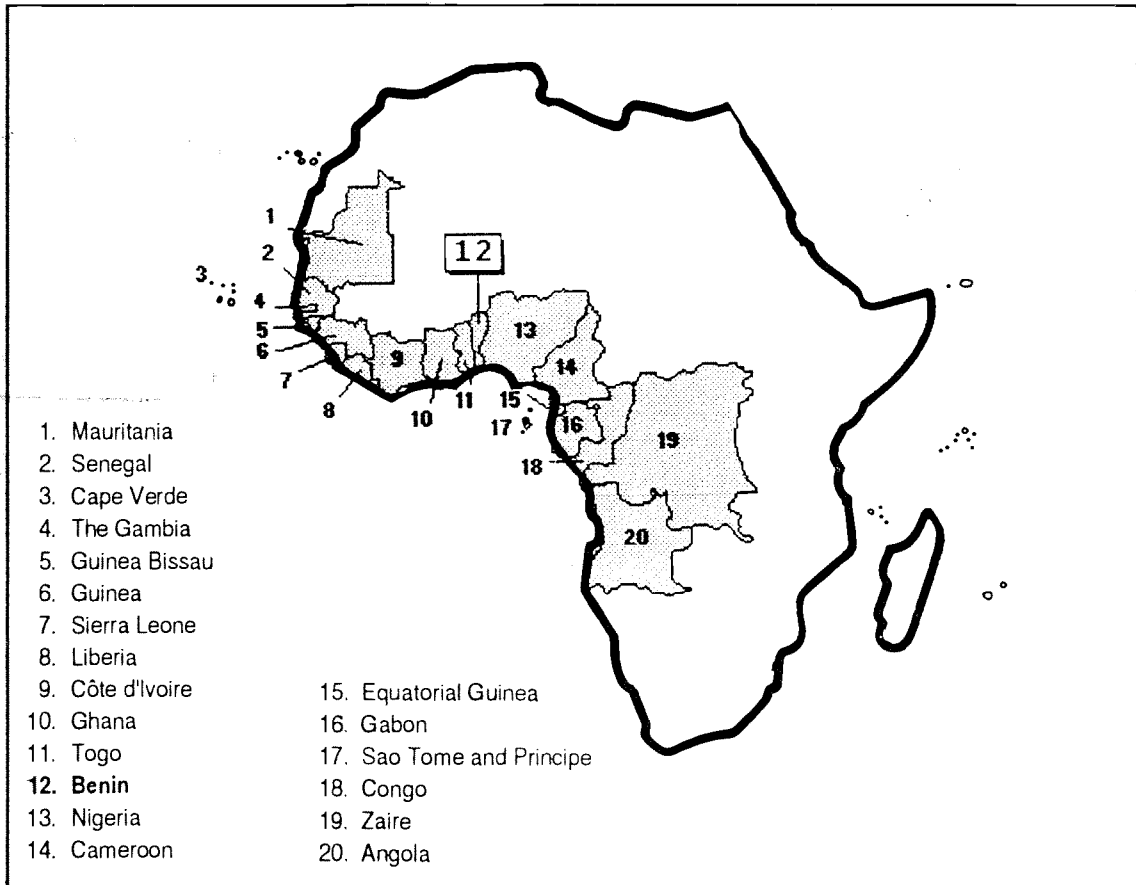 1
2
12
3
4
13
5
6
9
14
7
8
10
11
15
17
16
18
19
20
1. Mauritania
2. Senegal
3. Cape Verde
4. The Gambia
5. Guinea Bissau
6. Guinea
7. Sierra Leone
8. Liberia
9. Côte d'Ivoire
10. Ghana
11. Togo
12. Benin
13. Nigeria
14. Cameroon
15. Equatorial Guinea
16. Gabon
17. Sao Tome and Principe
18. Congo
19. Zaire
20. Angola